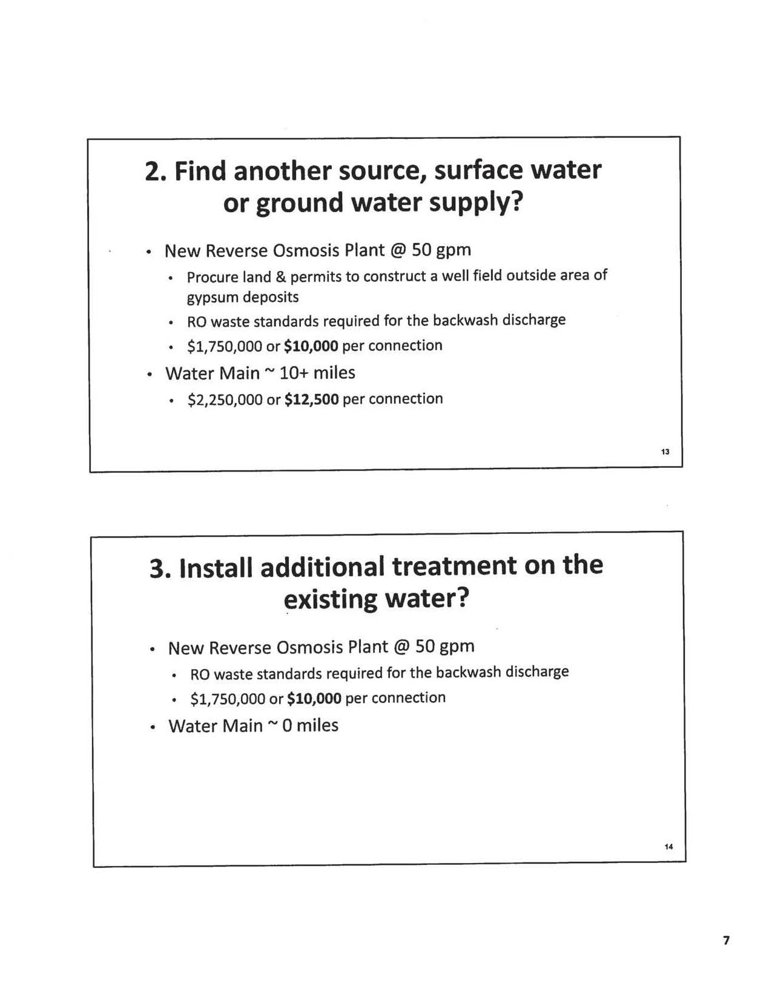 2. Find another source, surface water
or ground water supply?
• New Reverse Osmosis Plant @ 50 gpm
• Procure land & permits to construct a well field outside area of
gypsum deposits
• RO waste standards required for the backwash discharge
• $1,750,000 or $10,000 per connection
• Water Main ~ 10+ miles
• $2,250,000 or $12,500 per connection
13
3. Install additional treatment on the
existing water?
• New Reverse Osmosis Plant @ 50 gpm
• RO waste standards required for the backwash discharge
• $1,750,000 or $10,000 per connection
• Water Main ~ 0 miles
14
7